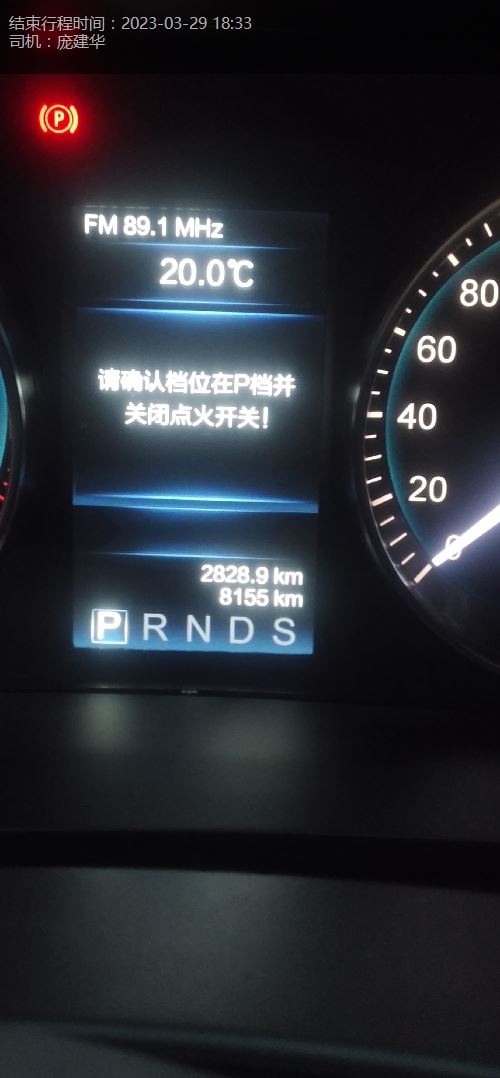 结束行程时间：2023-03-29 18:33
司机：庞建华
P
FM 89.1 MHz
20.0℃
请确认档位在P档并
关闭点火开关！
2828.9 km
8155 km
P R N D S
80
60
40
20
0